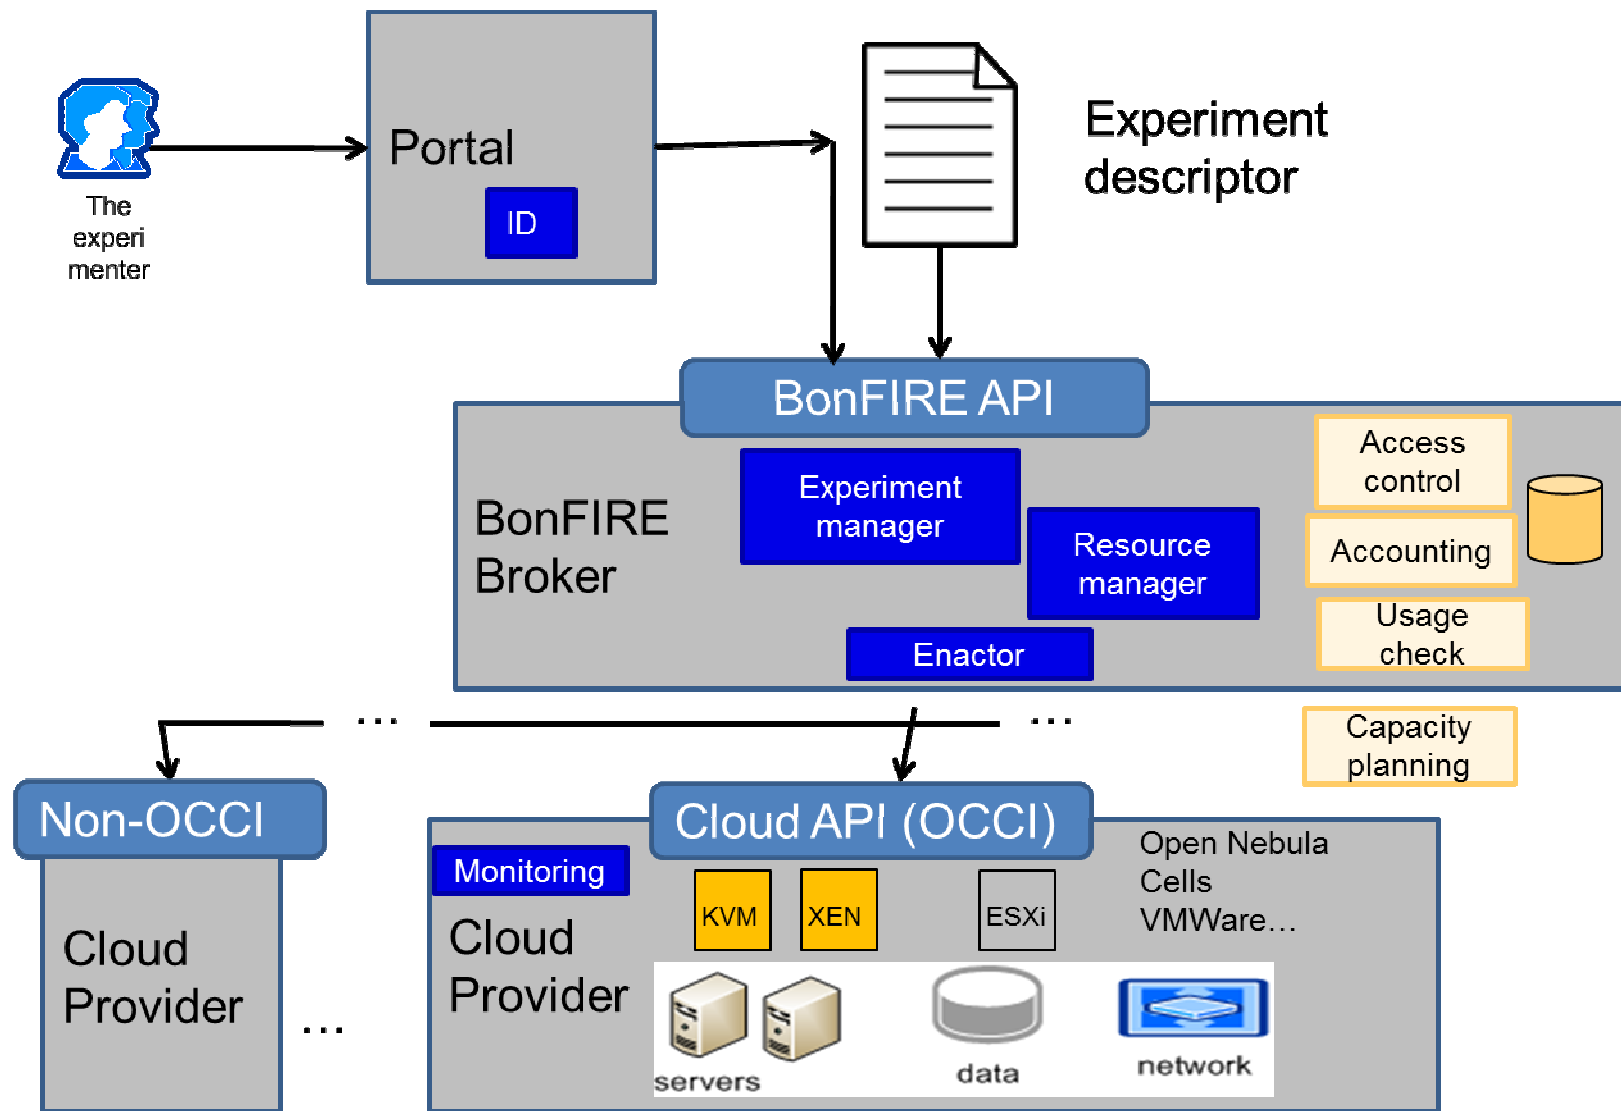 The
experi
menter
Portal
ID
Experiment
descriptor
BonFIRE API
BonFIRE
Broker
Experiment
manager
Resource
manager
Enactor
Access
control
Accounting
Usage
check
Capacity
planning
...
...
Non-OCCI
Cloud
Provider
...
Cloud API (OCCI)
Monitoring
Cloud
Provider
KVM
XEN
ESXi
Open Nebula
Cells
VMWare...
servers
data
network